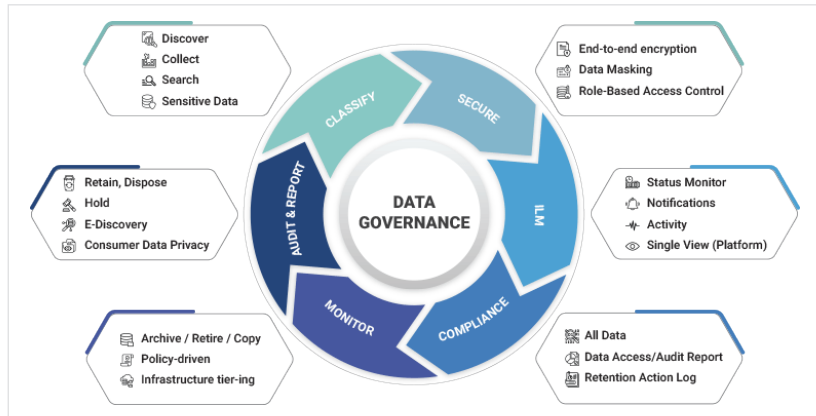 Discover
Collect
Search
Sensitive Data
End-to-end encryption
Data Masking
Role-Based Access Control
CLASSIFY
SECURE
Retain, Dispose
Hold
E-Discovery
Consumer Data Privacy
AUDIT & REPORT
DATA
GOVERNANCE
ILM
Status Monitor
Notifications
Activity
Single View (Platform)
MONITOR
COMPLIANCE
Archive / Retire / Copy
Policy-driven
Infrastructure tier-ing
All Data
Data Access/Audit Report
Retention Action Log